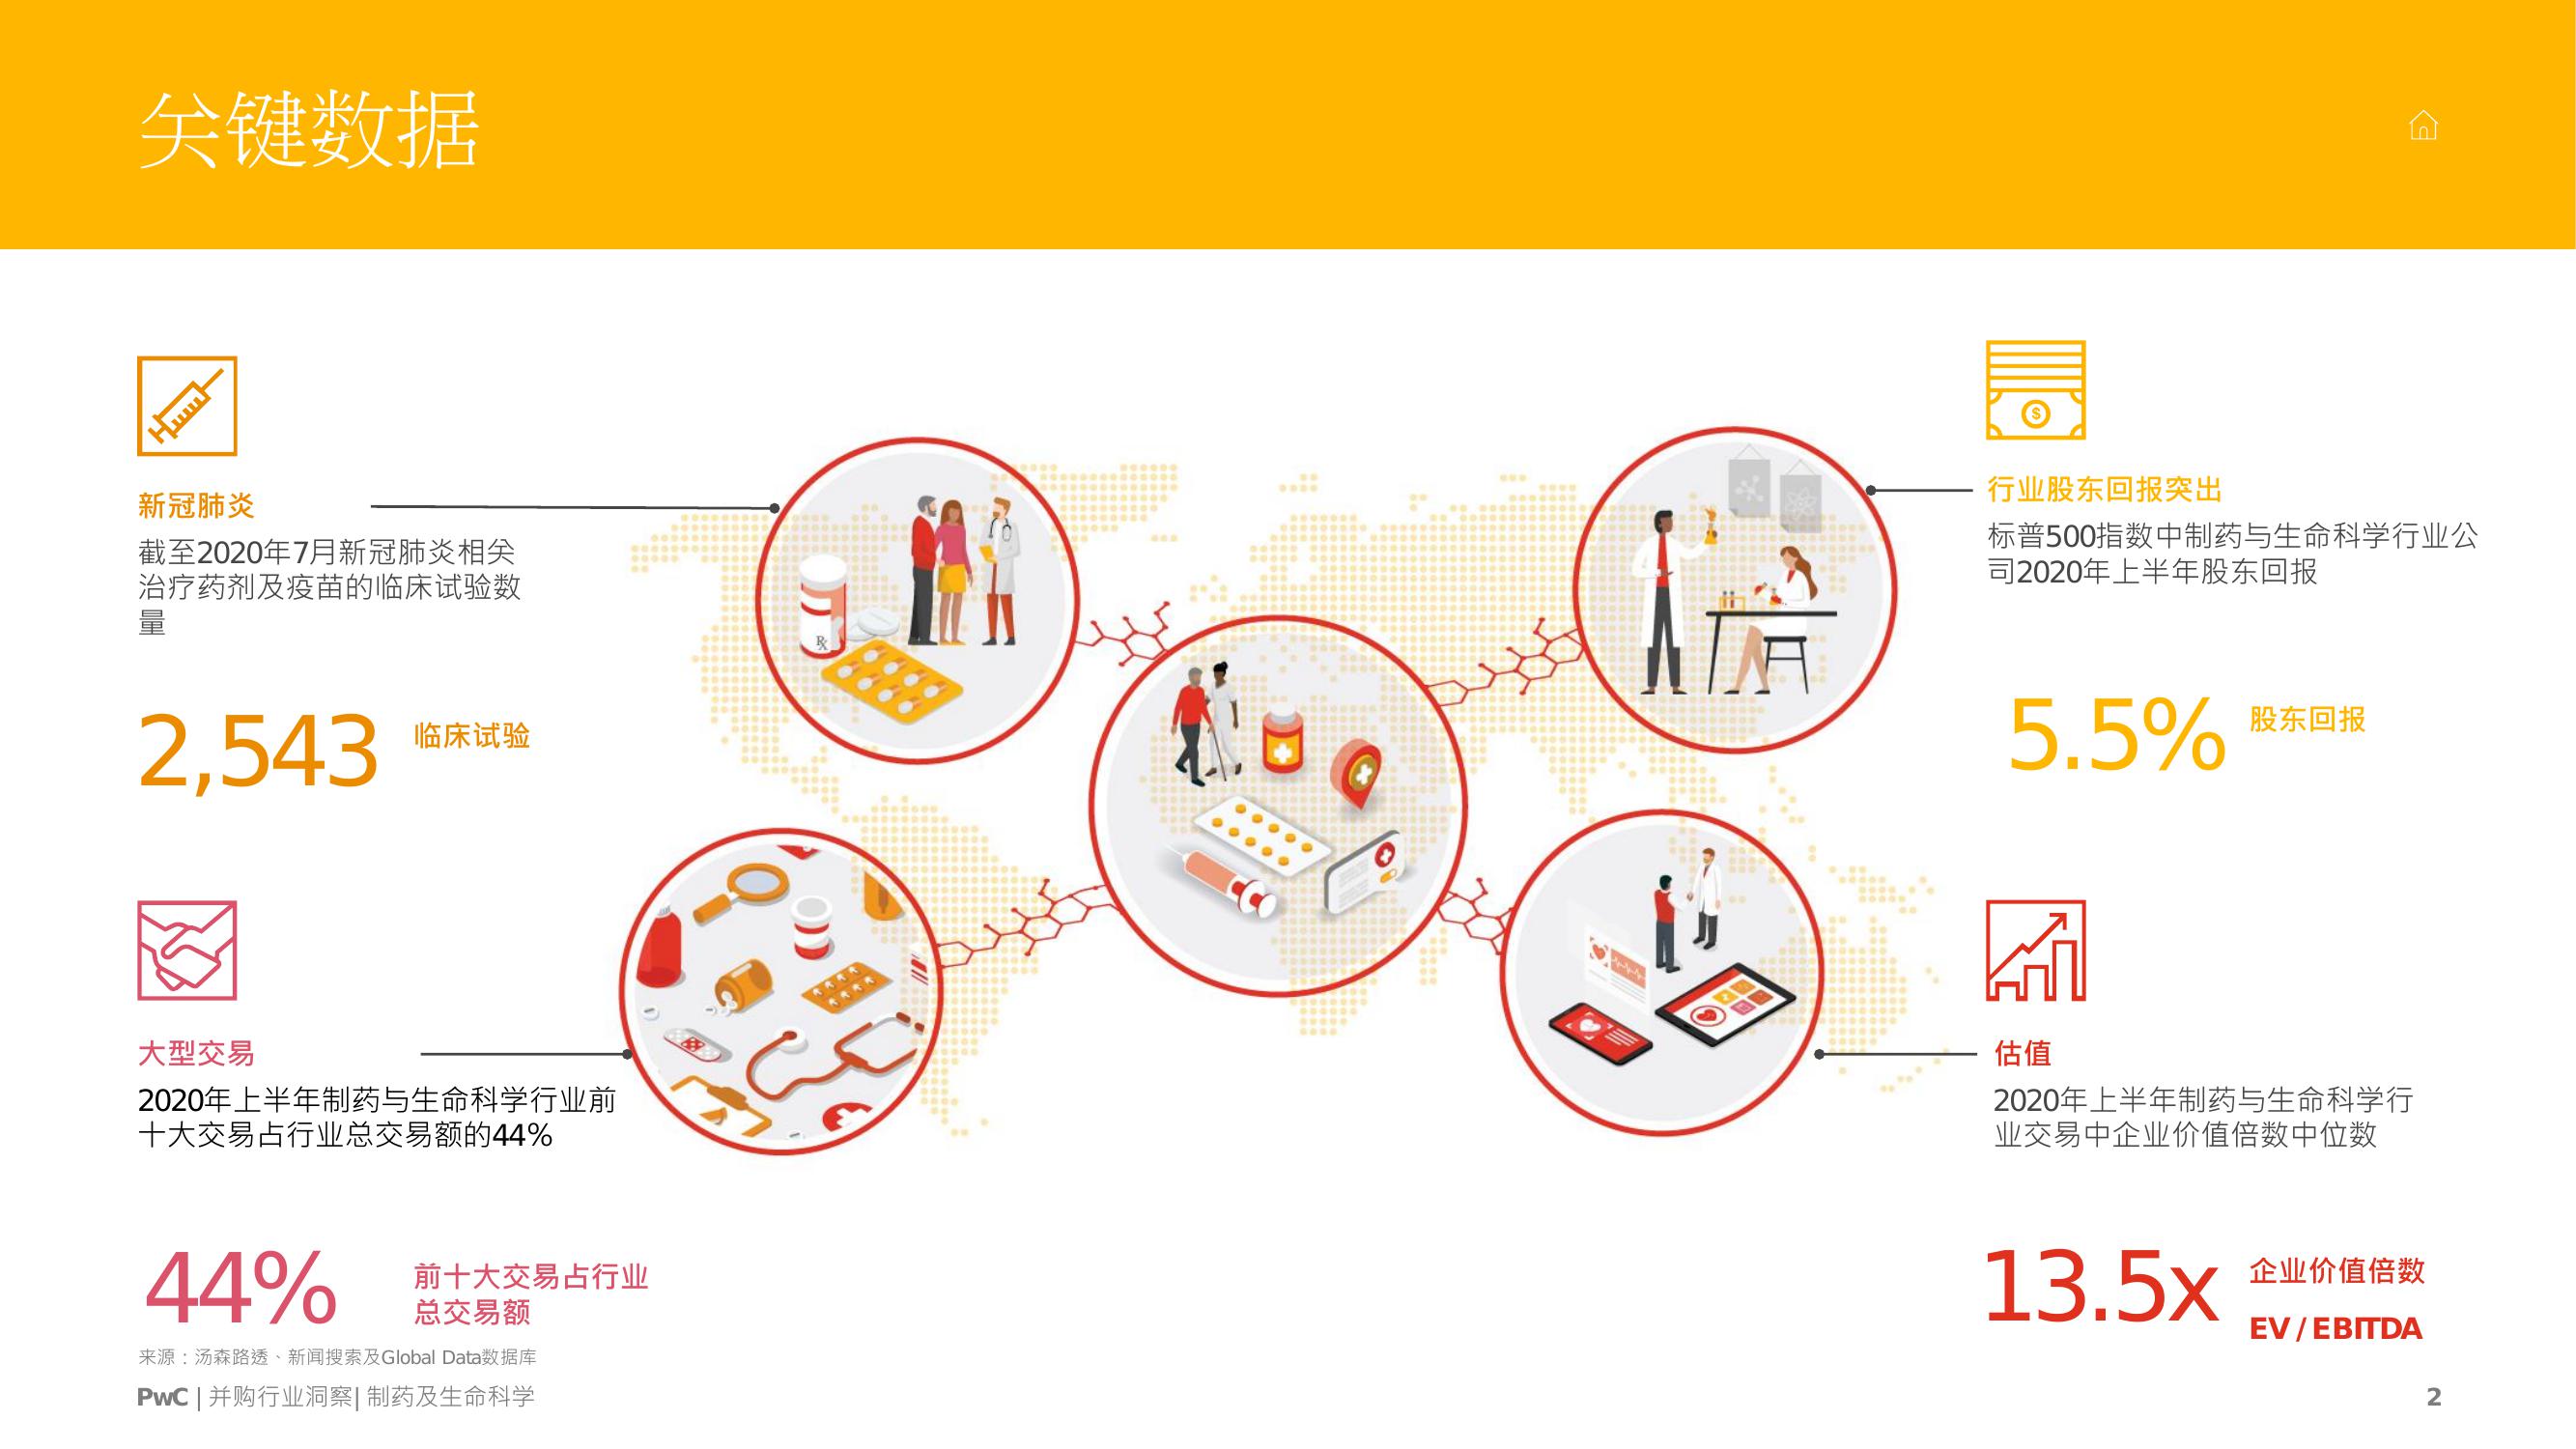 关键数据
新冠肺炎
截至2020年7月新冠肺炎相关
治疗药剂及疫苗的临床试验数
量
2,543
临床试验
大型交易
2020年上半年制药与生命科学行业前
十大交易占行业总交易额的44%
44%
前十大交易占行业
总交易额
行业股东回报突出
标普500指数中制药与生命科学行业公
司2020年上半年股东回报
5.5%
股东回报
估值
2020年上半年制药与生命科学行
业交易中企业价值倍数中位数
13.5x
企业价值倍数
EV / EBITDA
来源：汤森路透、新闻搜索及Global Data数据库
PwC | 并购行业洞察| 制药及生命科学
2